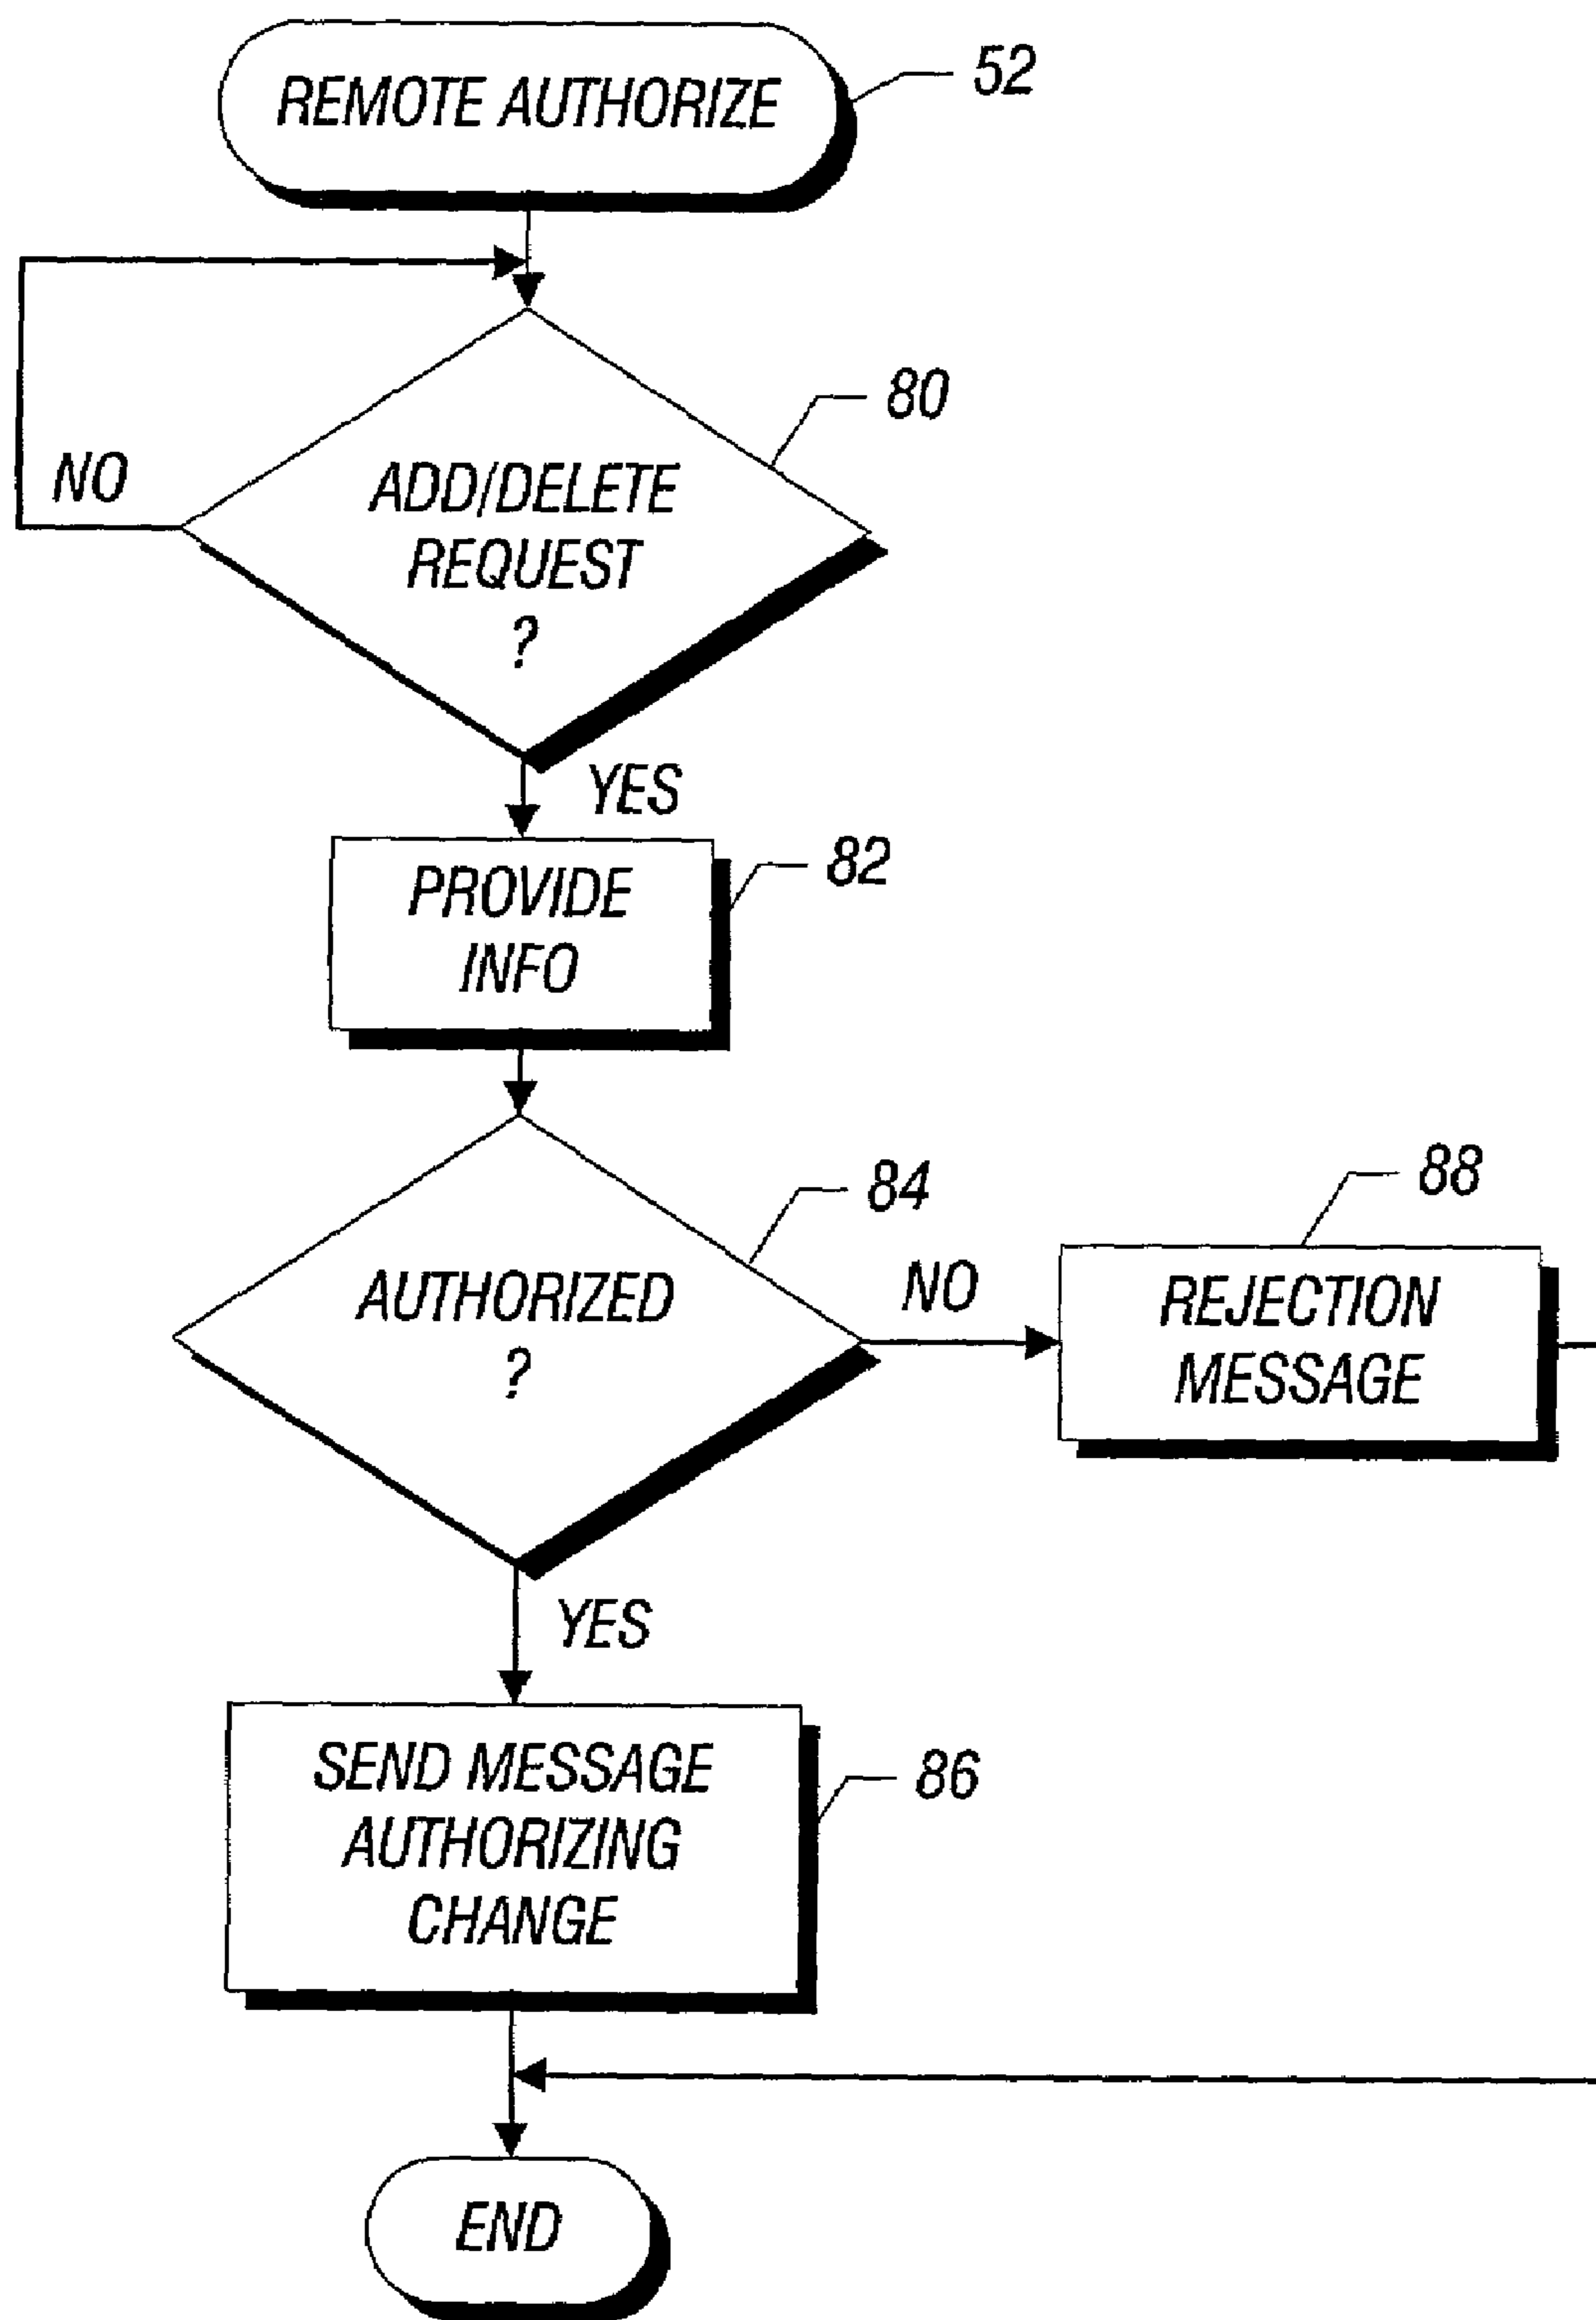 REMOTE AUTHORIZE
52
80
NO
ADD/DELETE
REQUEST
?
YES
82
PROVIDE
INFO
84
88
AUTHORIZED
?
NO
REJECTION
MESSAGE
YES
SEND MESSAGE
AUTHORIZING
CHANGE
86
END